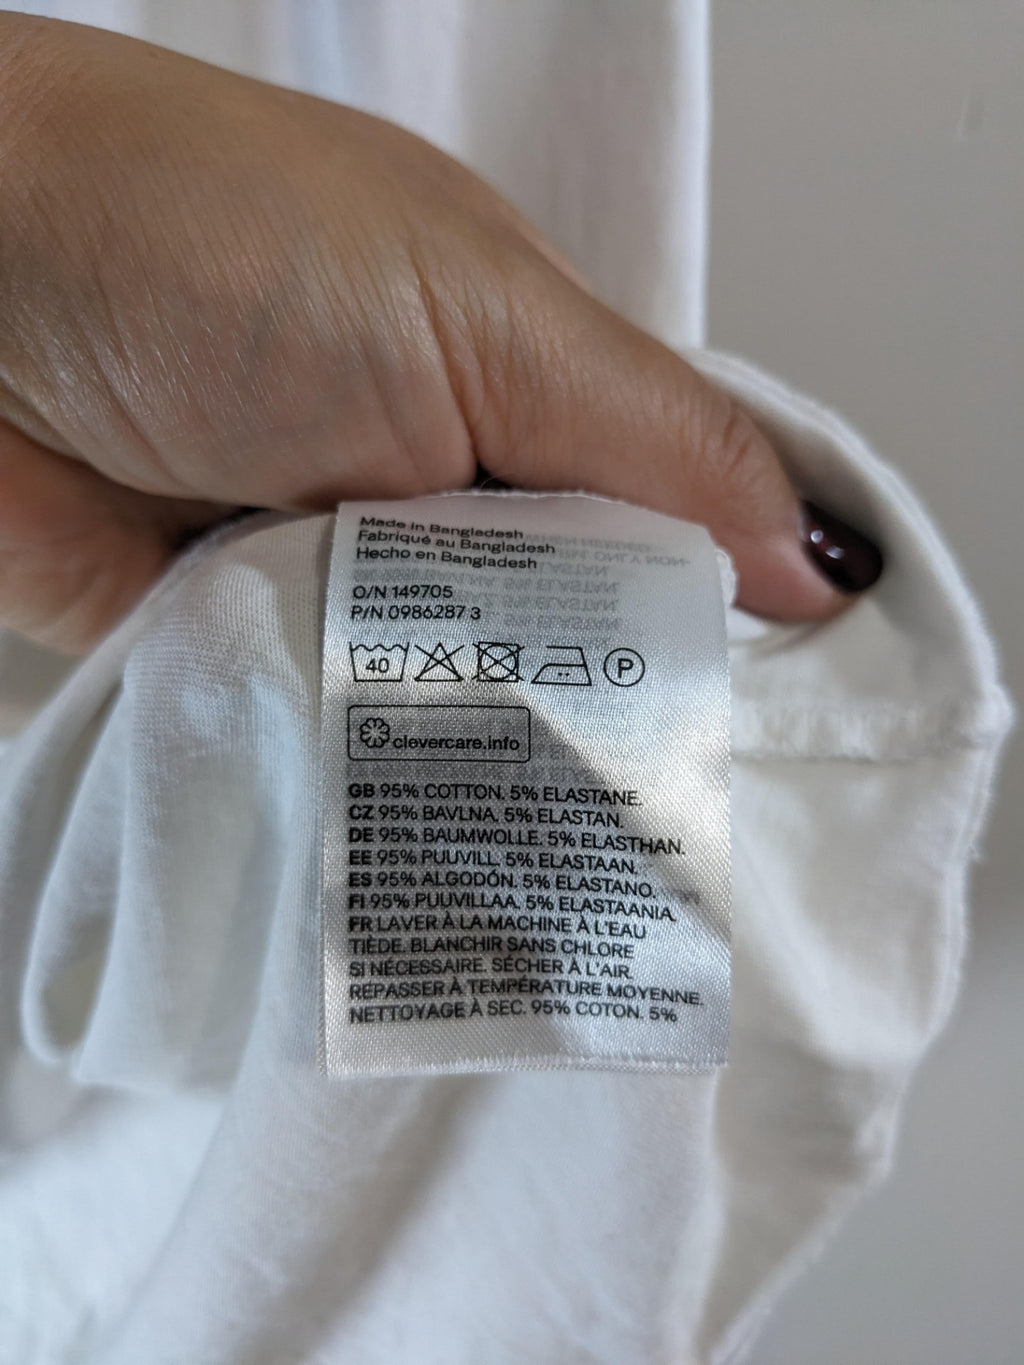 Made in Bangladesh
Fabriqué au Bangladesh
Hecho en Bangladesh
O/N 149705
P/N 0986287 3
40 P
clevercare.info
GB 95% COTTON. 5% ELASTANE.
CZ 95% BAVLNA. 5% ELASTAN.
DE 95% BAUMWOLLE. 5% ELASTHAN.
EE 95% PUUVILL. 5% ELASTAAN.
ES 95% ALGODÓN. 5% ELASTANO.
FI 95% PUUVILLAA. 5% ELASTAANIA.
FR LAVER À LA MACHINE À L'EAU
TIÈDE. BLANCHIR SANS CHLORE
SI NÉCESSAIRE. SÉCHER À L'AIR.
REPASSER À TEMPÉRATURE MOYENNE.
NETTOYAGE À SEC. 95% COTON. 5%